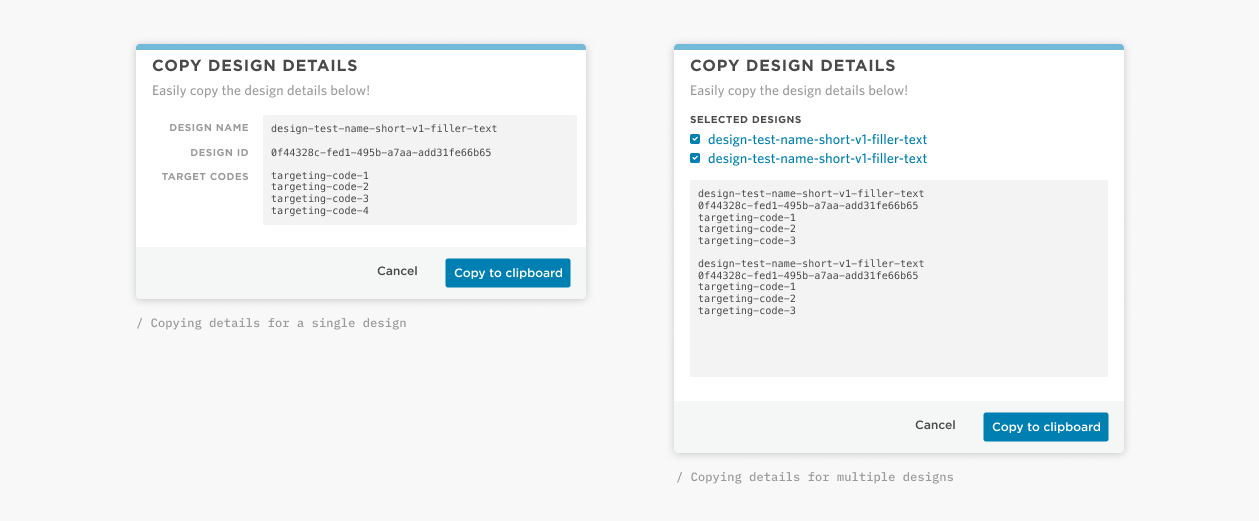 COPY DESIGN DETAILS
Easily copy the design details below!
DESIGN NAME design-test-name-short-v1-filler-text
DESIGN ID 0f44328c-fed1-495b-a7aa-add31fe66b65
TARGET CODES targeting-code-1
targeting-code-2
targeting-code-3
targeting-code-4
Cancel Copy to clipboard
/ Copying details for a single design
COPY DESIGN DETAILS
Easily copy the design details below!
SELECTED DESIGNS
design-test-name-short-v1-filler-text
design-test-name-short-v1-filler-text
design-test-name-short-v1-filler-text
0f44328c-fed1-495b-a7aa-add31fe66b65
targeting-code-1
targeting-code-2
targeting-code-3
design-test-name-short-v1-filler-text
0f44328c-fed1-495b-a7aa-add31fe66b65
targeting-code-1
targeting-code-2
targeting-code-3
Cancel Copy to clipboard
/ Copying details for multiple designs